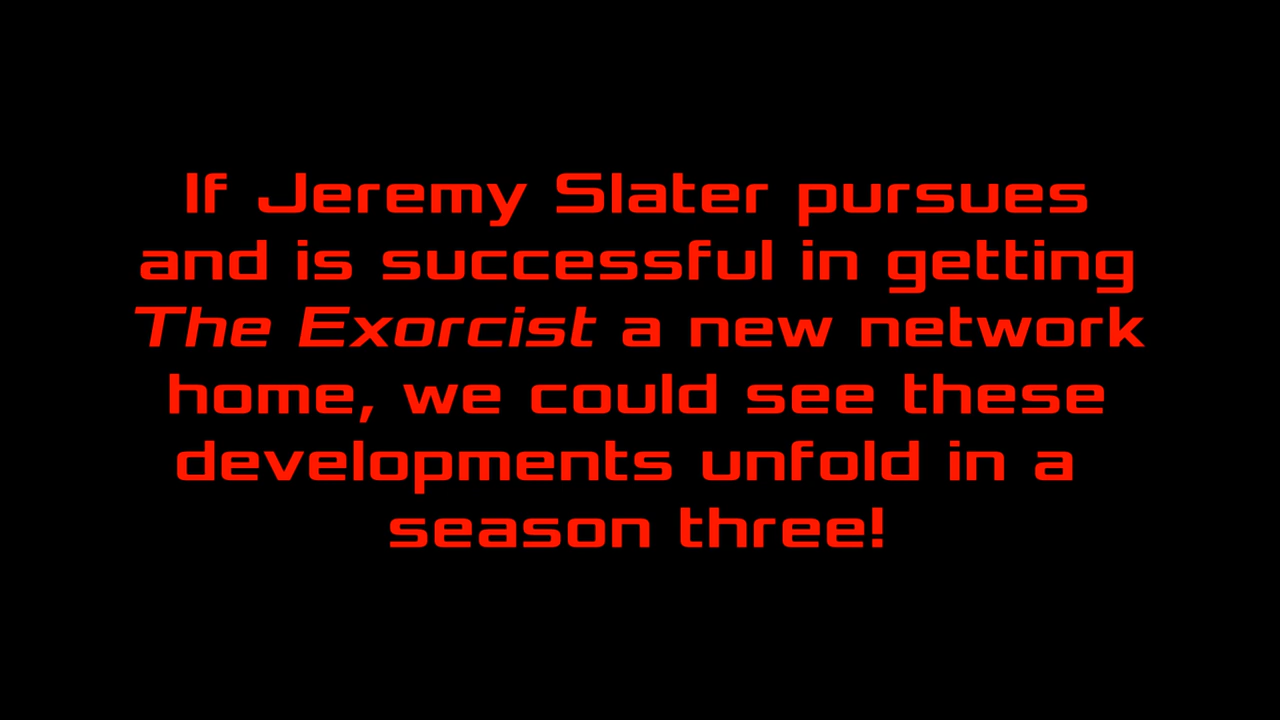 If Jeremy Slater pursues
and is successful in getting
The Exorcist a new network
home, we could see these
developments unfold in a
season three!